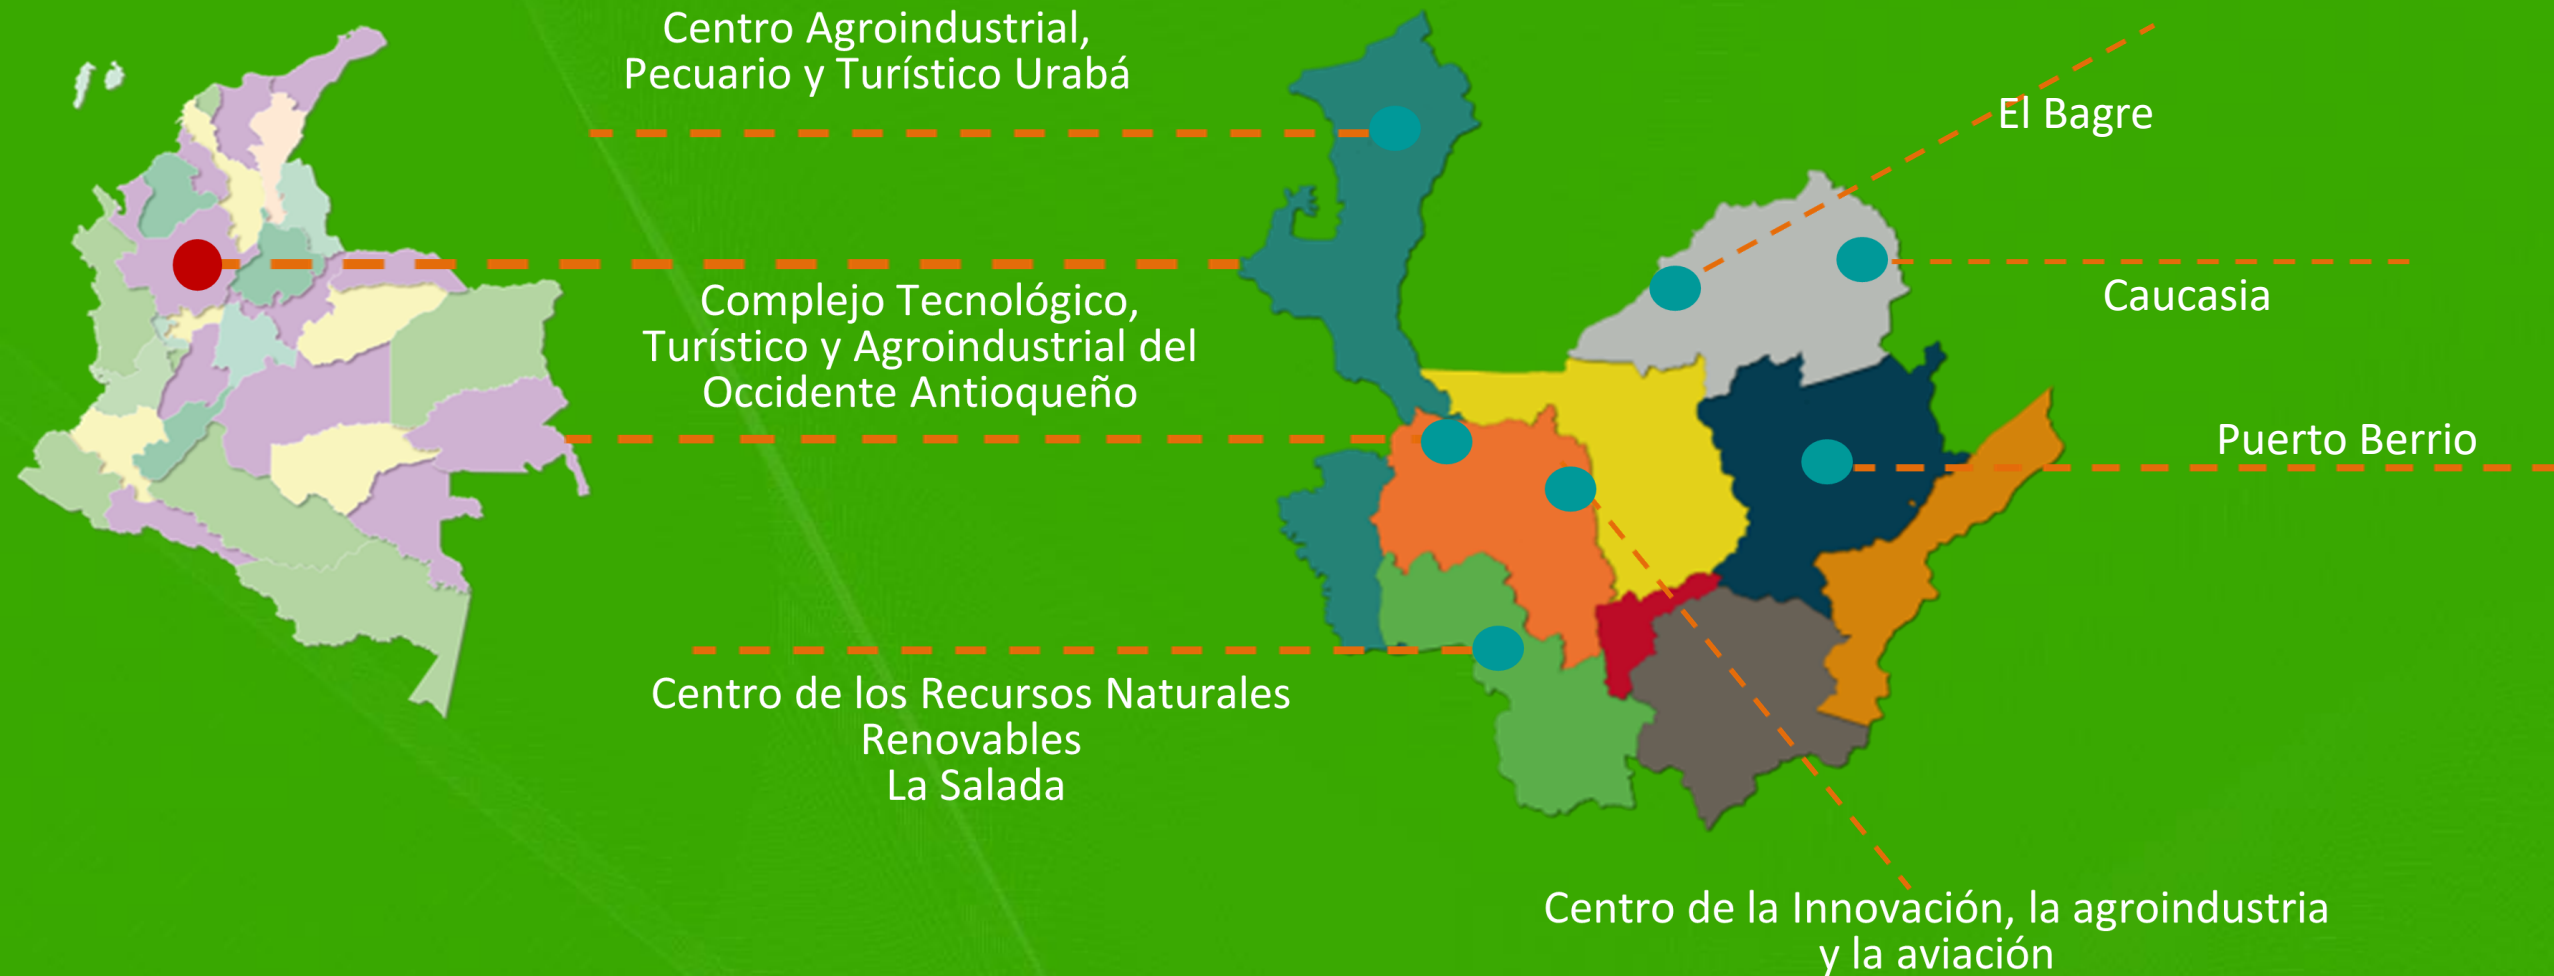 Centro Agroindustrial,
Pecuario y Turístico Urabá
El Bagre
Complejo Tecnológico,
Turístico y Agroindustrial del
Occidente Antioqueño
Caucasia
Puerto Berrio
Centro de los Recursos Naturales
Renovables
La Salada
Centro de la Innovación, la agroindustria
y la aviación